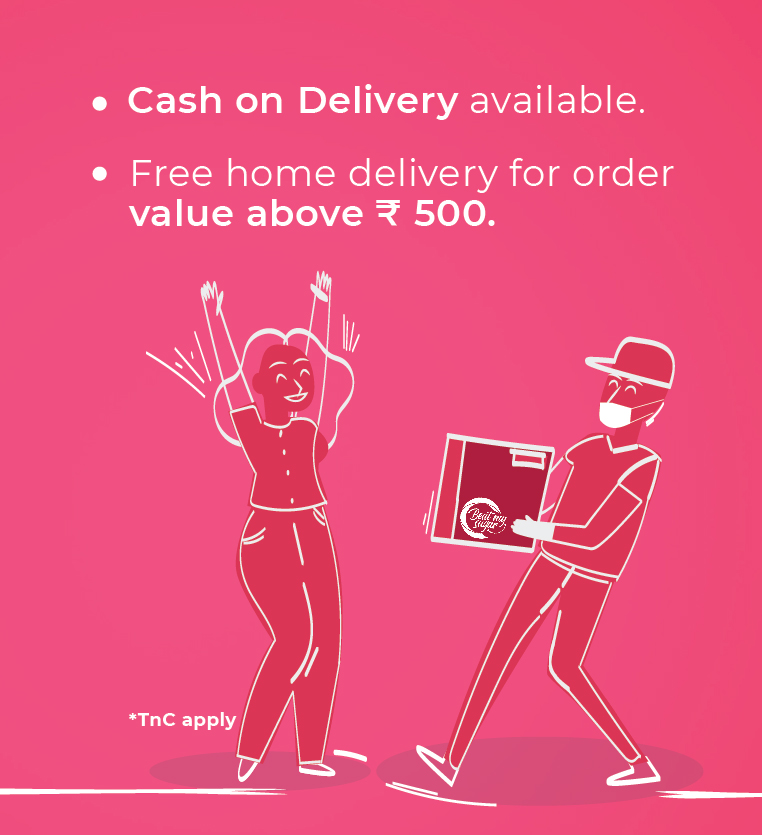 • Cash on Delivery available.
• Free home delivery for order
value above ₹ 500.
Beat my
sugar
*TnC apply